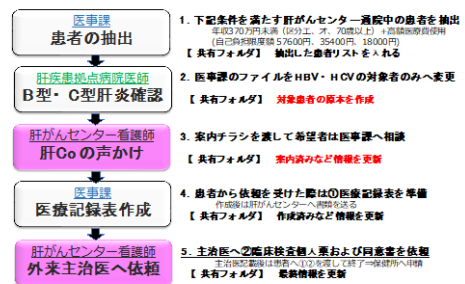 医事課
患者の抽出
1. 下記条件を満たす肝がんセンター通院中の患者を抽出
年収370万円未満（区分エ、オ、70歳以上）＋高額医療費使用
(自己負担限度額 57600円、35400円、18000円)
【 共有フォルダ】 抽出した患者リストを入れる
肝疾患拠点病院医師
B型・C型肝炎確認
2. 医事課のファイルをHBV・HCVの対象者のみへ変更
【 共有フォルダ】 対象患者の原本を作成
肝がんセンター看護師
肝Coの声かけ
3. 案内チラシを渡して希望者は医事課へ相談
【 共有フォルダ】 案内済みなど情報を更新
医事課
医療記録表作成
4. 患者から依頼を受けた際は①医療記録表を準備
作成後は肝がんセンターへ書類を送る
【 共有フォルダ】 作成済みなど情報を更新
肝がんセンター看護師
外来主治医へ依頼
5. 主治医へ②臨床検査個人票および同意書を依頼
主治医記載後は患者へ①②を渡して終了⇒保健所へ申請
【 共有フォルダ】 最終情報を更新